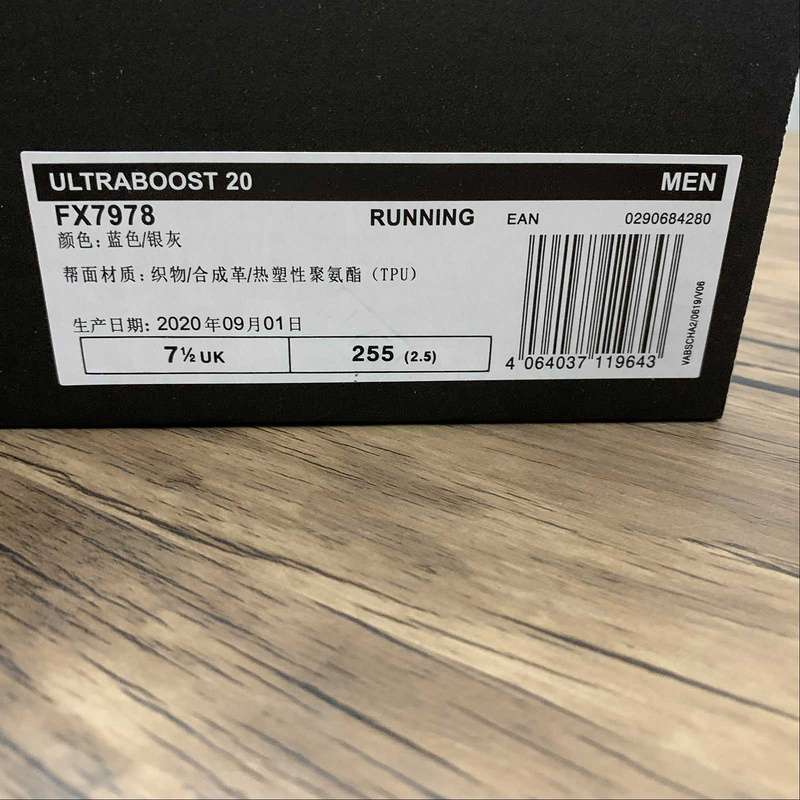 ULTRABOOST 20 MEN
FX7978 RUNNING EAN 0290684280
颜色：蓝色/银灰
帮面材质：织物/合成革/热塑性聚氨酯（TPU）
生产日期：2020年09月01日
7½ UK 255 (2.5)
4 064037 119643
VABSCHA2/0619/V06